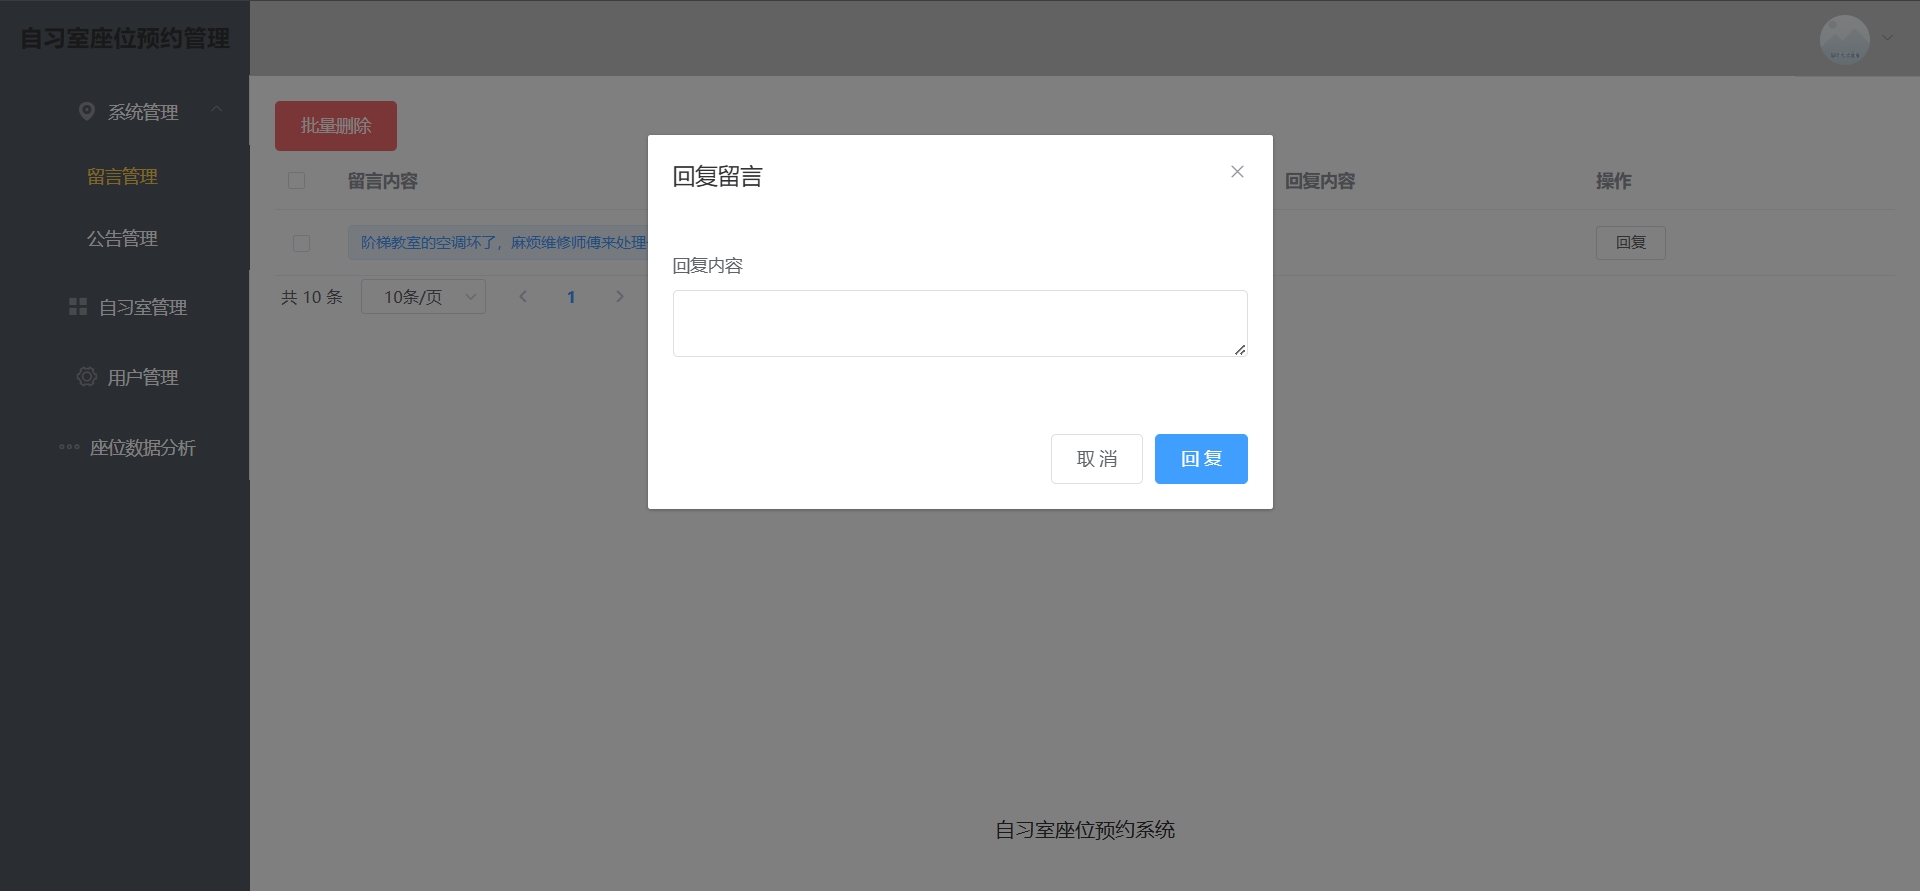 自习室座位预约管理
系统管理
留言管理
公告管理
自习室管理
用户管理
座位数据分析
批量删除
留言内容
回复内容
操作
阶梯教室的空调坏了，麻烦维修师傅来处理
回复
共 10 条
10条/页
1
回复留言
回复内容
取 消
回 复
自习室座位预约系统